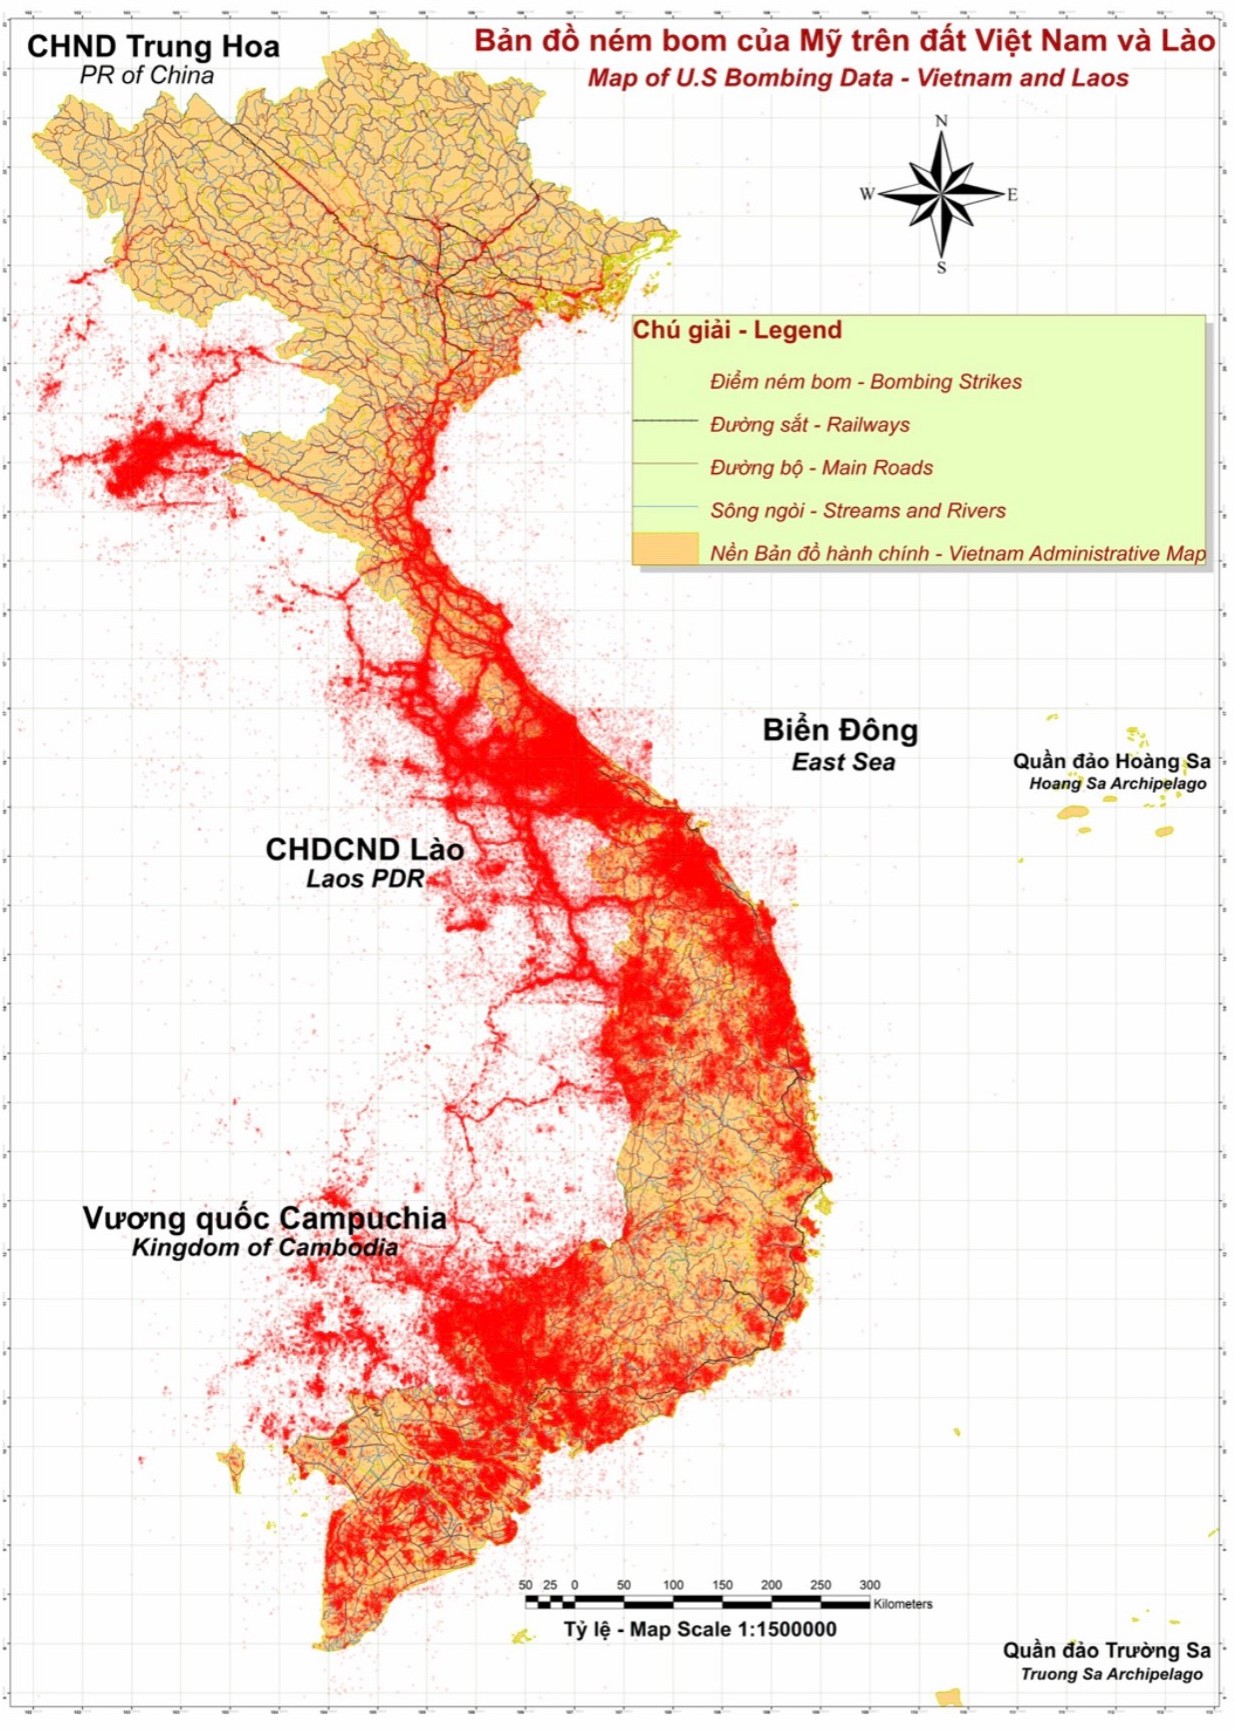 CHND Trung Hoa
PR of China
Bản đồ ném bom của Mỹ trên đất Việt Nam và Lào
Map of U.S Bombing Data - Vietnam and Laos
N
W
E
S
Chú giải - Legend
Điểm ném bom - Bombing Strikes
Đường sắt - Railways
Đường bộ - Main Roads
Sông ngòi - Streams and Rivers
Nền Bản đồ hành chính - Vietnam Administrative Map
Biển Đông
East Sea
Quần đảo Hoàng Sa
Hoang Sa Archipelago
CHDCND Lào
Laos PDR
Vương quốc Campuchia
Kingdom of Cambodia
50 25 0 50 100 150 200 250 300
Kilometers
Tỷ lệ - Map Scale 1:1500000
Quần đảo Trường Sa
Truong Sa Archipelago